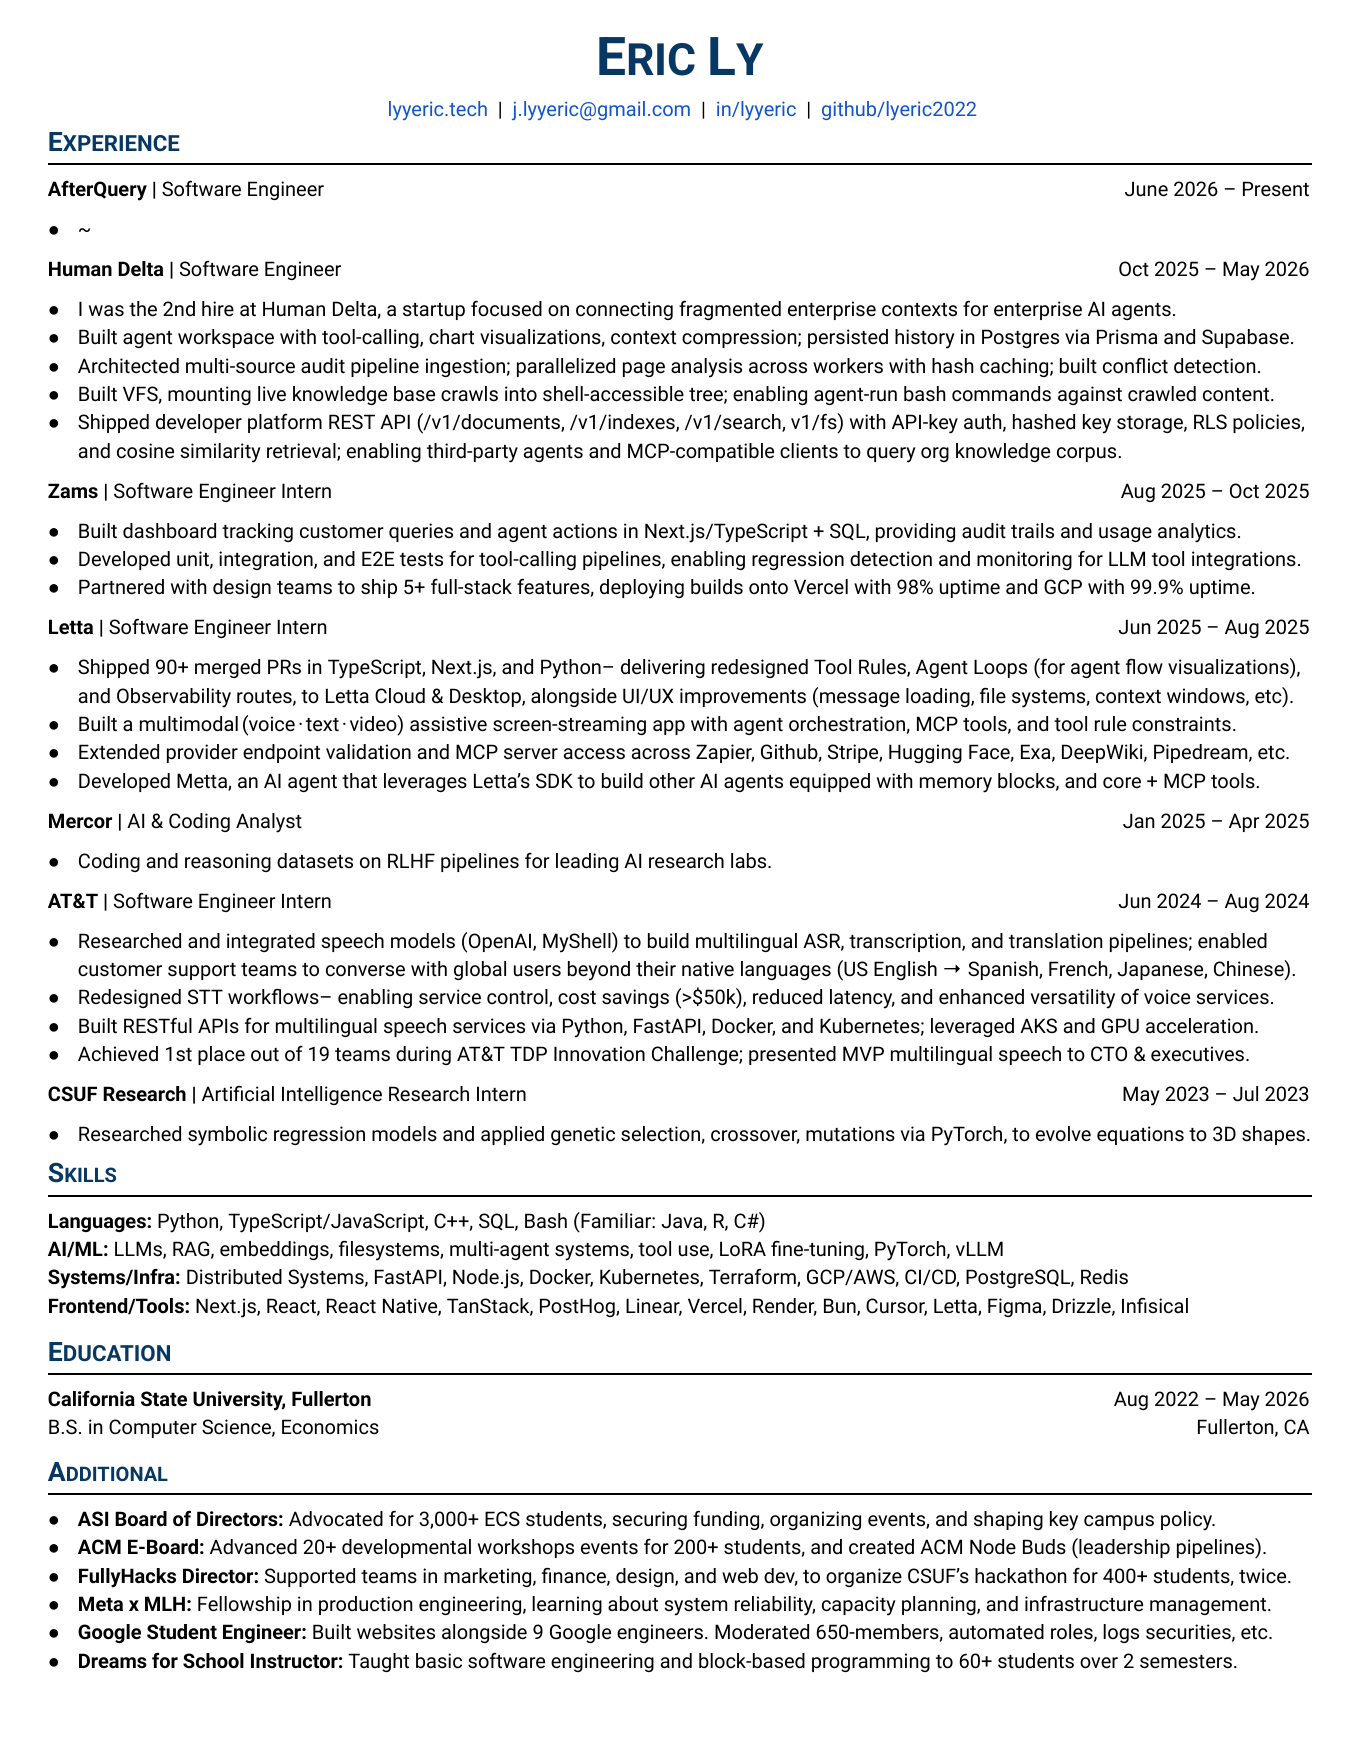 ERIC LY
lyyeric.tech | j.lyyeric@gmail.com | in/lyyeric | github/lyeric2022
EXPERIENCE
AfterQuery | Software Engineer June 2026 – Present
● ~
Human Delta | Software Engineer Oct 2025 – May 2026
● I was the 2nd hire at Human Delta, a startup focused on connecting fragmented enterprise contexts for enterprise AI agents.
● Built agent workspace with tool-calling, chart visualizations, context compression; persisted history in Postgres via Prisma and Supabase.
● Architected multi-source audit pipeline ingestion; parallelized page analysis across workers with hash caching; built conflict detection.
● Built VFS, mounting live knowledge base crawls into shell-accessible tree; enabling agent-run bash commands against crawled content.
● Shipped developer platform REST API (/v1/documents, /v1/indexes, /v1/search, v1/fs) with API-key auth, hashed key storage, RLS policies,
and cosine similarity retrieval; enabling third-party agents and MCP-compatible clients to query org knowledge corpus.
Zams | Software Engineer Intern Aug 2025 – Oct 2025
● Built dashboard tracking customer queries and agent actions in Next.js/TypeScript + SQL, providing audit trails and usage analytics.
● Developed unit, integration, and E2E tests for tool-calling pipelines, enabling regression detection and monitoring for LLM tool integrations.
● Partnered with design teams to ship 5+ full-stack features, deploying builds onto Vercel with 98% uptime and GCP with 99.9% uptime.
Letta | Software Engineer Intern Jun 2025 – Aug 2025
● Shipped 90+ merged PRs in TypeScript, Next.js, and Python– delivering redesigned Tool Rules, Agent Loops (for agent flow visualizations),
and Observability routes, to Letta Cloud & Desktop, alongside UI/UX improvements (message loading, file systems, context windows, etc).
● Built a multimodal (voice · text · video) assistive screen-streaming app with agent orchestration, MCP tools, and tool rule constraints.
● Extended provider endpoint validation and MCP server access across Zapier, Github, Stripe, Hugging Face, Exa, DeepWiki, Pipedream, etc.
● Developed Metta, an AI agent that leverages Letta’s SDK to build other AI agents equipped with memory blocks, and core + MCP tools.
Mercor | AI & Coding Analyst Jan 2025 – Apr 2025
● Coding and reasoning datasets on RLHF pipelines for leading AI research labs.
AT&T | Software Engineer Intern Jun 2024 – Aug 2024
● Researched and integrated speech models (OpenAI, MyShell) to build multilingual ASR, transcription, and translation pipelines; enabled
customer support teams to converse with global users beyond their native languages (US English → Spanish, French, Japanese, Chinese).
● Redesigned STT workflows– enabling service control, cost savings (>$50k), reduced latency, and enhanced versatility of voice services.
● Built RESTful APIs for multilingual speech services via Python, FastAPI, Docker, and Kubernetes; leveraged AKS and GPU acceleration.
● Achieved 1st place out of 19 teams during AT&T TDP Innovation Challenge; presented MVP multilingual speech to CTO & executives.
CSUF Research | Artificial Intelligence Research Intern May 2023 – Jul 2023
● Researched symbolic regression models and applied genetic selection, crossover, mutations via PyTorch, to evolve equations to 3D shapes.
SKILLS
Languages: Python, TypeScript/JavaScript, C++, SQL, Bash (Familiar: Java, R, C#)
AI/ML: LLMs, RAG, embeddings, filesystems, multi-agent systems, tool use, LoRA fine-tuning, PyTorch, vLLM
Systems/Infra: Distributed Systems, FastAPI, Node.js, Docker, Kubernetes, Terraform, GCP/AWS, CI/CD, PostgreSQL, Redis
Frontend/Tools: Next.js, React, React Native, TanStack, PostHog, Linear, Vercel, Render, Bun, Cursor, Letta, Figma, Drizzle, Infisical
EDUCATION
California State University, Fullerton Aug 2022 – May 2026
B.S. in Computer Science, Economics Fullerton, CA
ADDITIONAL
● ASI Board of Directors: Advocated for 3,000+ ECS students, securing funding, organizing events, and shaping key campus policy.
● ACM E-Board: Advanced 20+ developmental workshops events for 200+ students, and created ACM Node Buds (leadership pipelines).
● FullyHacks Director: Supported teams in marketing, finance, design, and web dev, to organize CSUF’s hackathon for 400+ students, twice.
● Meta x MLH: Fellowship in production engineering, learning about system reliability, capacity planning, and infrastructure management.
● Google Student Engineer: Built websites alongside 9 Google engineers. Moderated 650-members, automated roles, logs securities, etc.
● Dreams for School Instructor: Taught basic software engineering and block-based programming to 60+ students over 2 semesters.